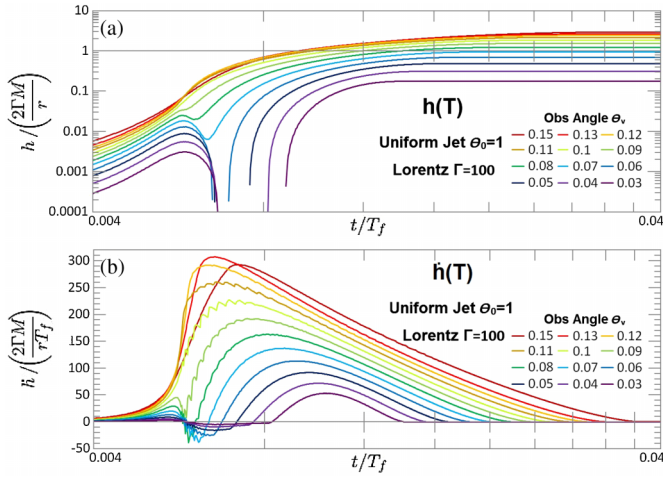 (a)
10
1
0.1
0.01
0.001
0.0001
h /(2ΓM/r)
h(T)
Uniform Jet Θ₀=1
Lorentz Γ=100
Obs Angle Θᵥ
0.15 0.13 0.12
0.11 0.1 0.09
0.08 0.07 0.06
0.05 0.04 0.03
0.004 0.04
t/T_f
(b)
300
250
200
150
100
50
0
-50
ḣ /(2ΓM/rT_f)
ḣ(T)
Uniform Jet Θ₀=1
Lorentz Γ=100
Obs Angle Θᵥ
0.15 0.13 0.12
0.11 0.1 0.09
0.08 0.07 0.06
0.05 0.04 0.03
0.004 0.04
t/T_f